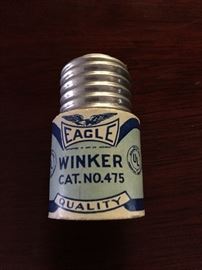 EAGLE
WINKER
CAT. NO. 475
QUALITY